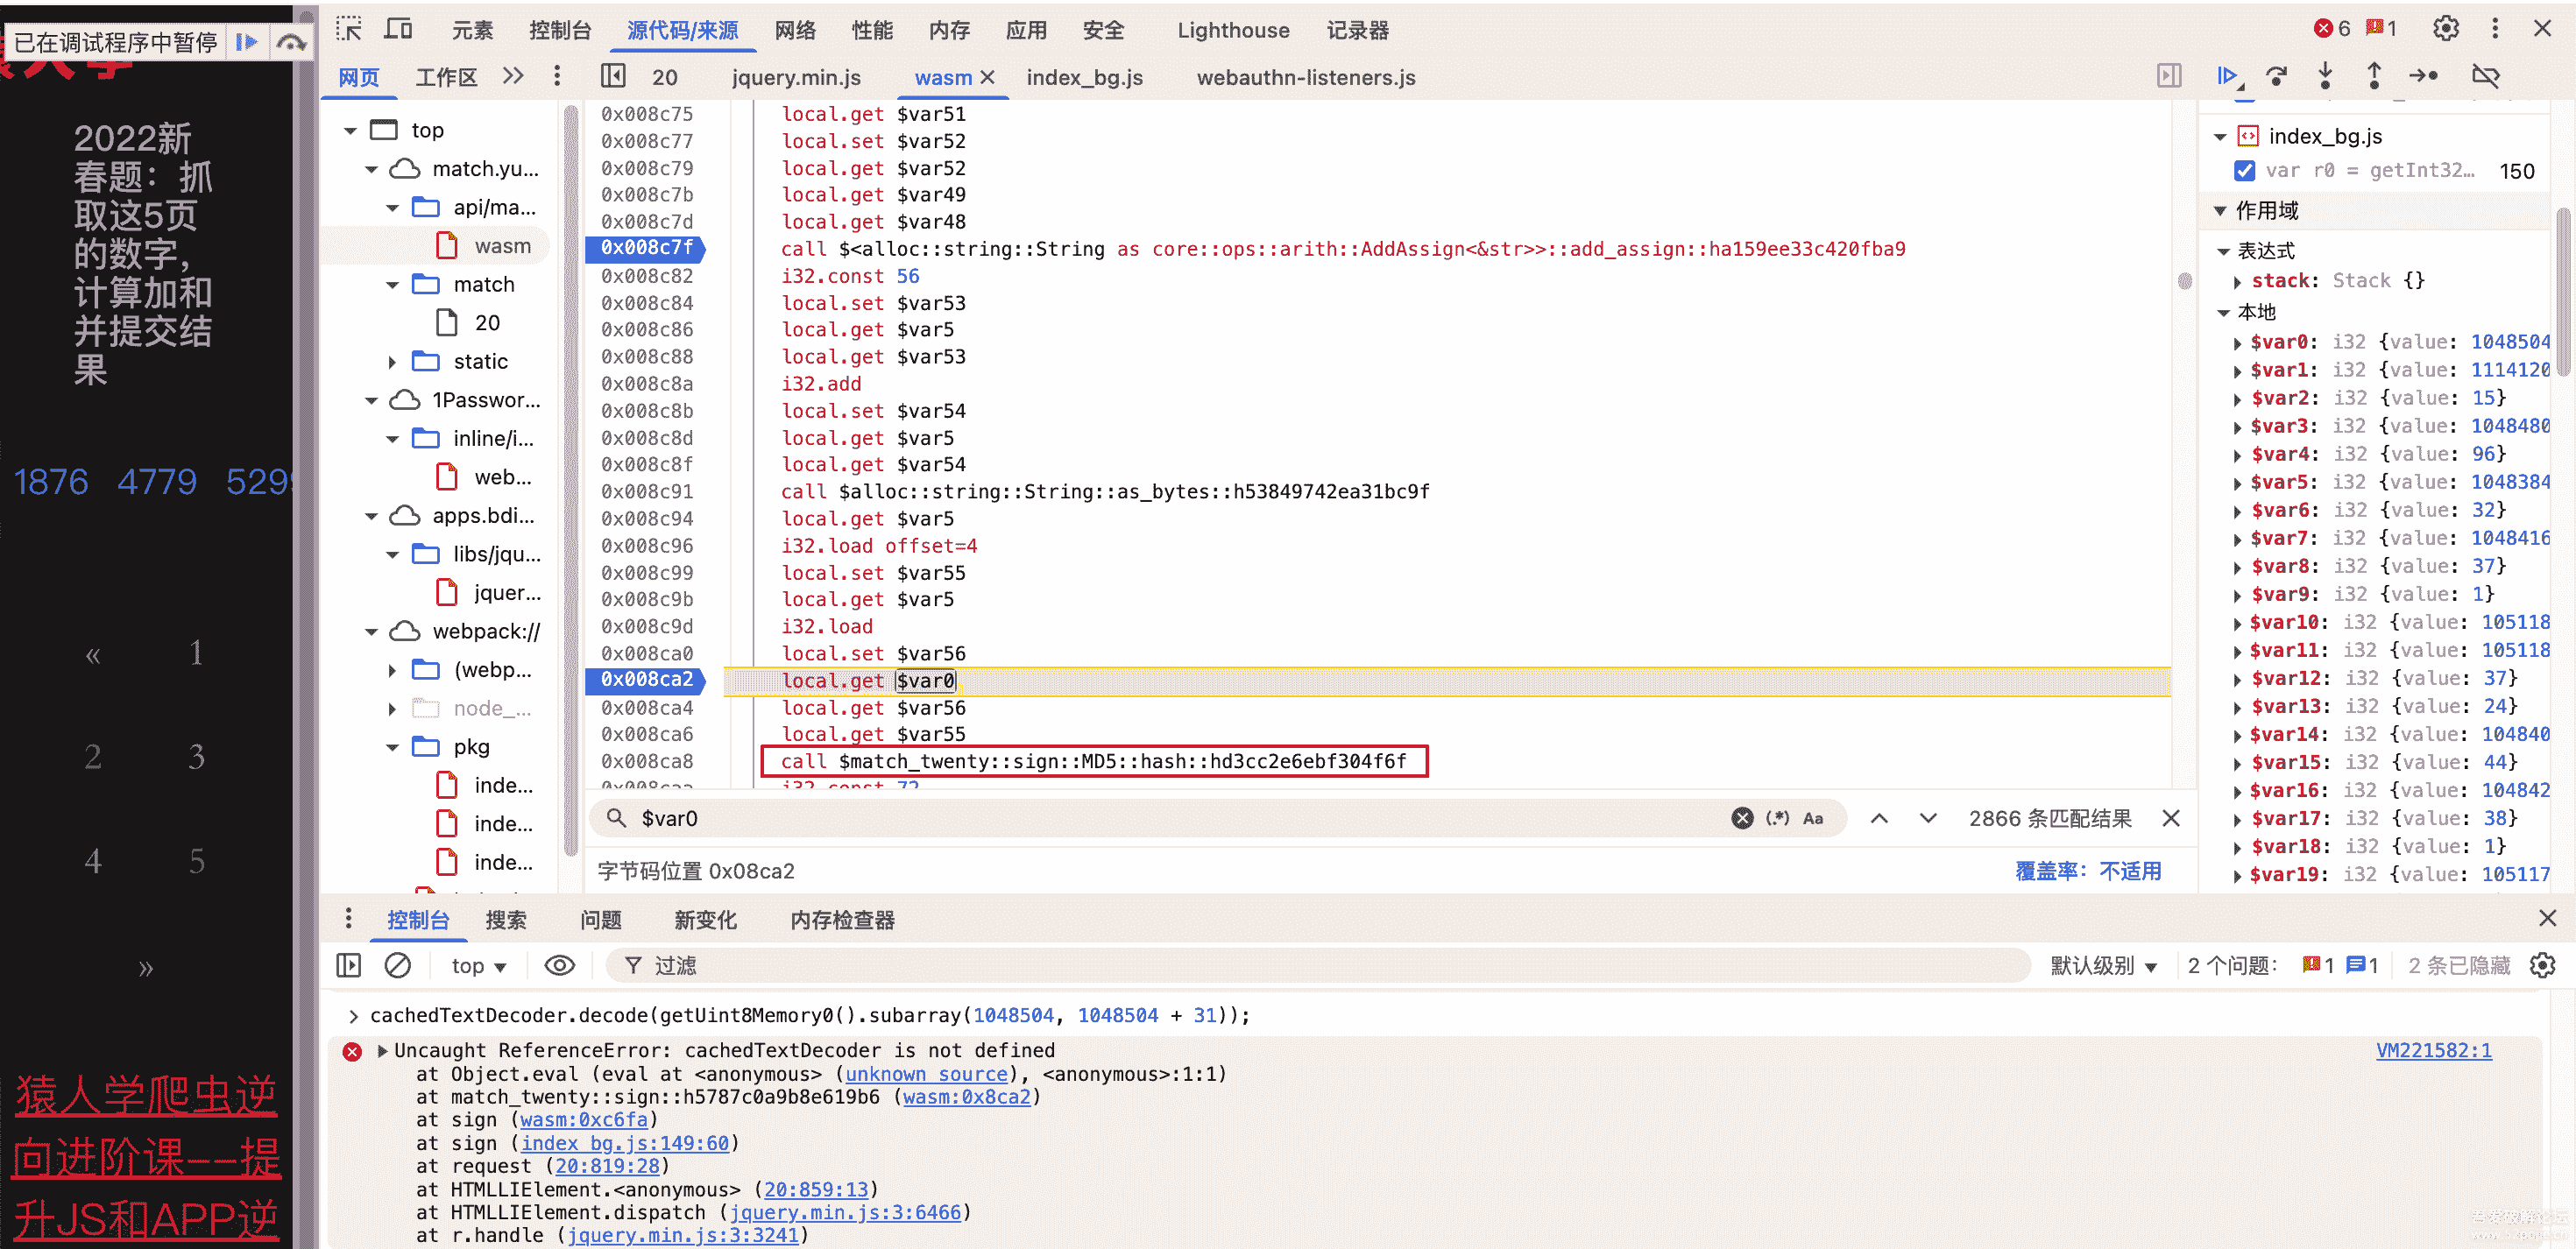 已在调试程序中暂停
2022新
春题：抓
取这5页
的数字，
计算加和
并提交结
果
1876 4779 5299
« 1
2 3
4 5
»
猿人学爬虫逆
向进阶课——提
升JS和APP逆
元素 控制台 源代码/来源 网络 性能 内存 应用 安全 Lighthouse 记录器 6 1
网页 工作区 20 jquery.min.js wasm index_bg.js webauthn-listeners.js
top
match.yu...
api/ma...
wasm
match
20
static
1Passwor...
inline/i...
web...
apps.bdi...
libs/jqu...
jquer...
webpack://
(webp...
node_...
pkg
inde...
inde...
inde...
0x008c75 local.get $var51
0x008c77 local.set $var52
0x008c79 local.get $var52
0x008c7b local.get $var49
0x008c7d local.get $var48
0x008c7f call $<alloc::string::String as core::ops::arith::AddAssign<&str>>::add_assign::ha159ee33c420fba9
0x008c82 i32.const 56
0x008c84 local.set $var53
0x008c86 local.get $var5
0x008c88 local.get $var53
0x008c8a i32.add
0x008c8b local.set $var54
0x008c8d local.get $var5
0x008c8f local.get $var54
0x008c91 call $alloc::string::String::as_bytes::h53849742ea31bc9f
0x008c94 local.get $var5
0x008c96 i32.load offset=4
0x008c99 local.set $var55
0x008c9b local.get $var5
0x008c9d i32.load
0x008ca0 local.set $var56
0x008ca2 local.get $var0
0x008ca4 local.get $var56
0x008ca6 local.get $var55
0x008ca8 call $match_twenty::sign::MD5::hash::hd3cc2e6ebf304f6f
0x008caa i32.const 72
$var0 (.*) Aa 2866 条匹配结果
字节码位置 0x08ca2 覆盖率：不适用
index_bg.js
var r0 = getInt32... 150
作用域
表达式
stack: Stack {}
本地
$var0: i32 {value: 1048504
$var1: i32 {value: 1114120
$var2: i32 {value: 15}
$var3: i32 {value: 1048480
$var4: i32 {value: 96}
$var5: i32 {value: 1048384
$var6: i32 {value: 32}
$var7: i32 {value: 1048416
$var8: i32 {value: 37}
$var9: i32 {value: 1}
$var10: i32 {value: 105118
$var11: i32 {value: 105118
$var12: i32 {value: 37}
$var13: i32 {value: 24}
$var14: i32 {value: 104840
$var15: i32 {value: 44}
$var16: i32 {value: 104842
$var17: i32 {value: 38}
$var18: i32 {value: 1}
$var19: i32 {value: 105117
控制台 搜索 问题 新变化 内存检查器
top 过滤 默认级别 2 个问题： 1 1 2 条已隐藏
cachedTextDecoder.decode(getUint8Memory0().subarray(1048504, 1048504 + 31));
Uncaught ReferenceError: cachedTextDecoder is not defined VM221582:1
at Object.eval (eval at <anonymous> (unknown source), <anonymous>:1:1)
at match_twenty::sign::h5787c0a9b8e619b6 (wasm:0x8ca2)
at sign (wasm:0xc6fa)
at sign (index_bg.js:149:60)
at request (20:819:28)
at HTMLLIElement.<anonymous> (20:859:13)
at HTMLLIElement.dispatch (jquery.min.js:3:6466)
at r.handle (jquery.min.js:3:3241)